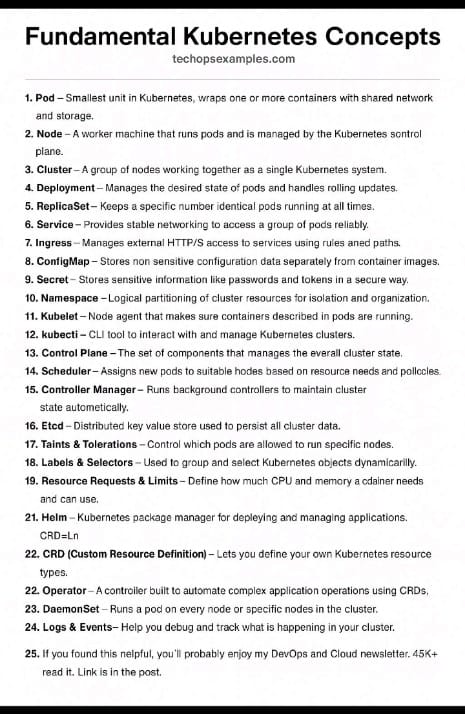 Fundamental Kubernetes Concepts
techopsexamples.com
1. Pod – Smallest unit in Kubernetes, wraps one or more containers with shared network
and storage.
2. Node – A worker machine that runs pods and is managed by the Kubernetes sontrol
plane.
3. Cluster – A group of nodes working together as a single Kubernetes system.
4. Deployment – Manages the desired state of pods and handles rolling updates.
5. ReplicaSet – Keeps a specific number identical pods running at all times.
6. Service – Provides stable networking to access a group of pods reliably.
7. Ingress – Manages external HTTP/S access to services using rules aned paths.
8. ConfigMap – Stores non sensitive configuration data separately from container images.
9. Secret – Stores sensitive information like passwords and tokens in a secure way.
10. Namespace – Logical partitioning of cluster resources for isolation and organization.
11. Kubelet – Node agent that makes sure containers described in pods are running.
12. kubecti – CLI tool to interact with and manage Kubernetes clusters.
13. Control Plane – The set of components that manages the everall cluster state.
14. Scheduler – Assigns new pods to suitable hodes based on resource needs and pollccles.
15. Controller Manager – Runs background controllers to maintain cluster
state autometically.
16. Etcd – Distributed key value store used to persist all cluster data.
17. Taints & Tolerations – Control which pods are allowed to run specific nodes.
18. Labels & Selectors – Used to group and select Kubernetes objects dynamicarilly.
19. Resource Requests & Limits – Define how much CPU and memory a cdainer needs
and can use.
21. Helm – Kubernetes package manager for depleying and managing applications.
CRD=Ln
22. CRD (Custom Resource Definition) – Lets you define your own Kubernetes resource
types.
22. Operator – A controller built to automate complex application operations using CRDs.
23. DaemonSet – Runs a pod on every node or specific nodes in the cluster.
24. Logs & Events– Help you debug and track what is happening in your cluster.
25. If you found this nelpful, you'll probably enjoy my DevOps and Cloud newsletter. 45K+
read it. Link is in the post.